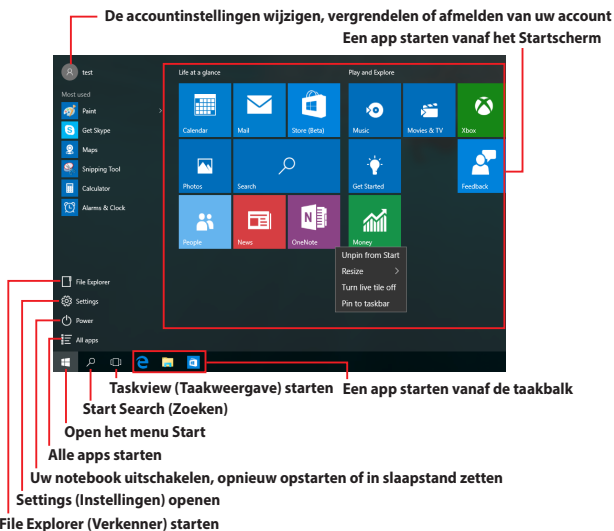 De accountinstellingen wijzigen, vergrendelen of afmelden van uw account
Een app starten vanaf het Startscherm
test
Life at a glance
Play and Explore
Most used
Paint
Get Skype
Maps
Snipping Tool
Calculator
Alarms & Clock
Calendar
Mail
Store (Beta)
Music
Movies & TV
Xbox
Photos
Search
Get Started
Feedback
People
News
OneNote
Money
Unpin from Start
Resize
Turn live tile off
Pin to taskbar
File Explorer
Settings
Power
All apps
Taskview (Taakweergave) starten
Een app starten vanaf de taakbalk
Start Search (Zoeken)
Open het menu Start
Alle apps starten
Uw notebook uitschakelen, opnieuw opstarten of in slaapstand zetten
Settings (Instellingen) openen
File Explorer (Verkenner) starten